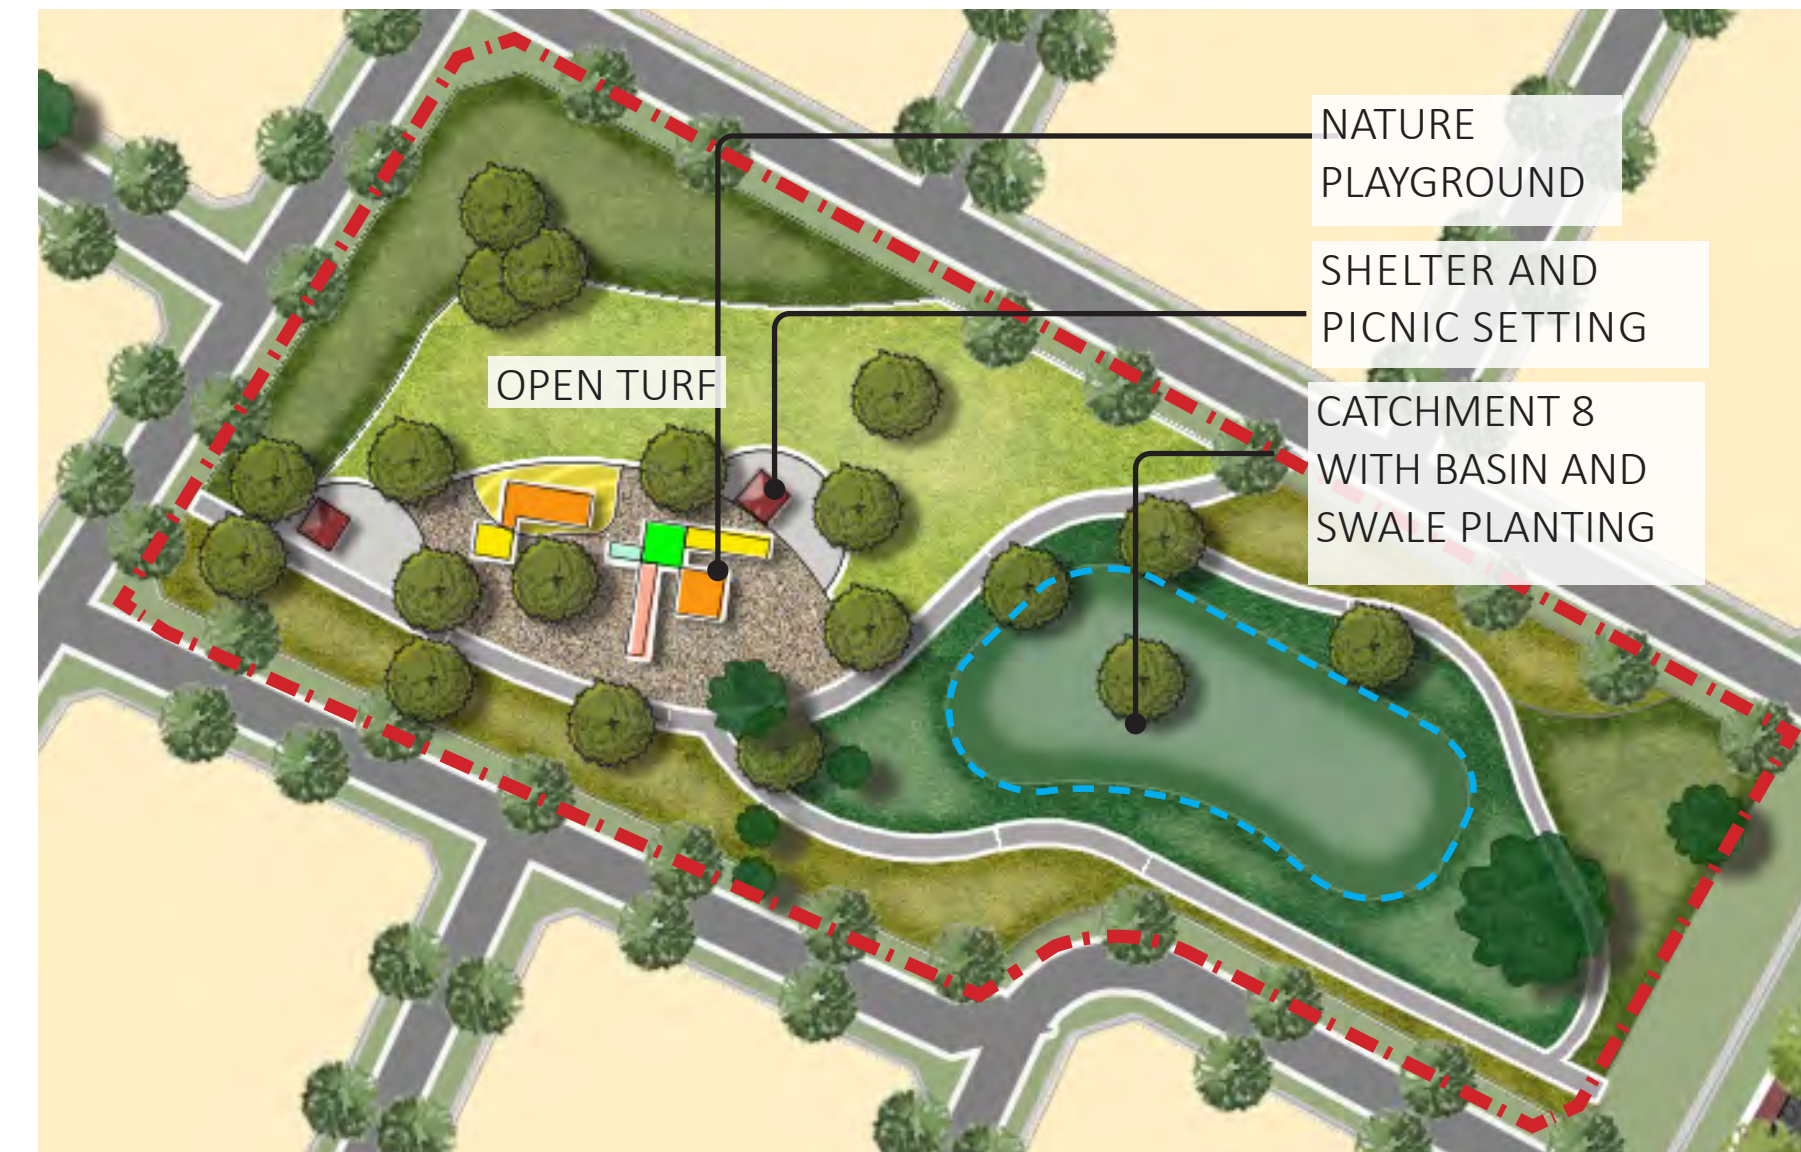 NATURE
PLAYGROUND
SHELTER AND
PICNIC SETTING
OPEN TURF
CATCHMENT 8
WITH BASIN AND
SWALE PLANTING